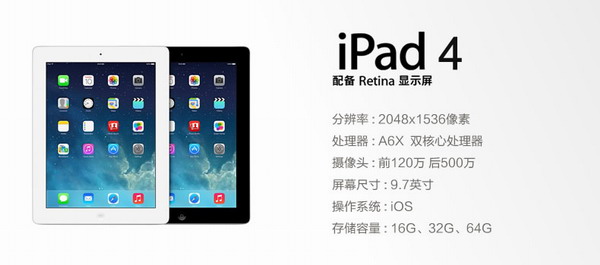 iPad 4
配备 Retina 显示屏
分辨率 : 2048x1536像素
处理器 : A6X 双核心处理器
摄像头 : 前120万 后500万
屏幕尺寸 : 9.7英寸
操作系统 : iOS
存储容量 : 16G、32G、64G